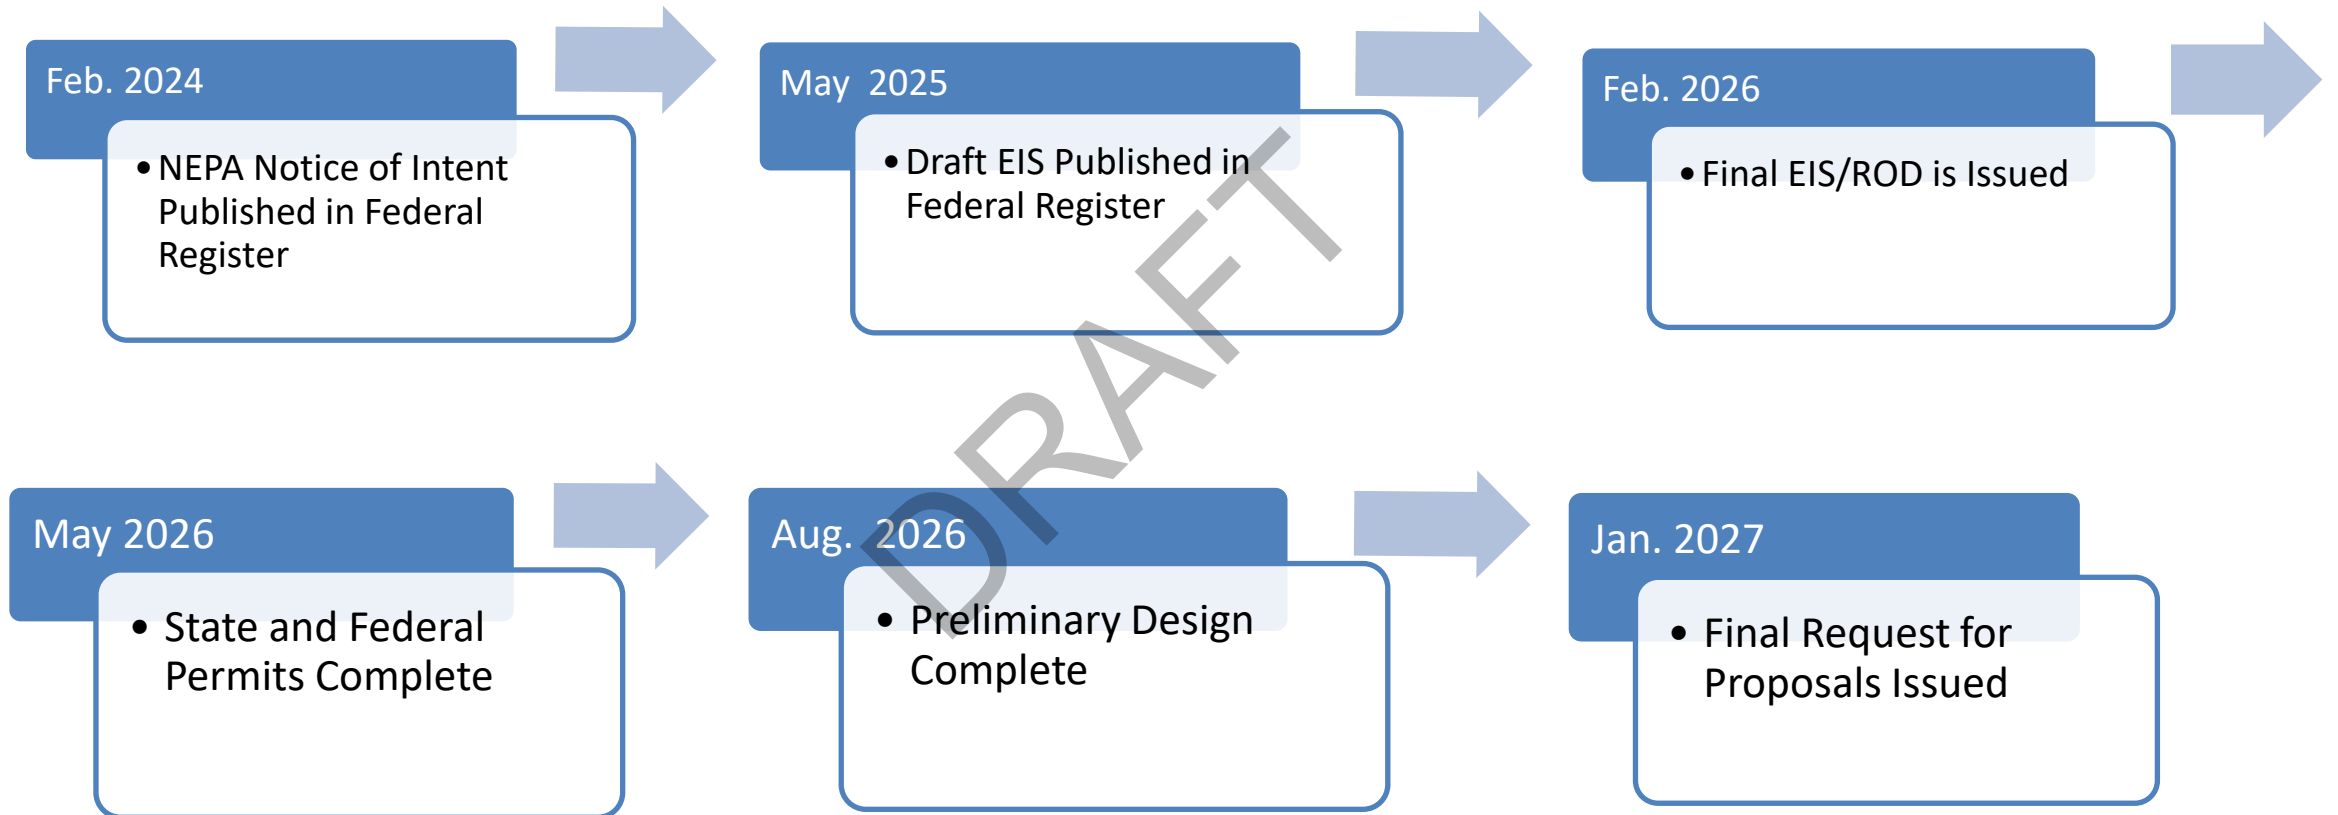 Feb. 2024
• NEPA Notice of Intent
Published in Federal
Register
May 2025
• Draft EIS Published in
Federal Register
Feb. 2026
• Final EIS/ROD is Issued
May 2026
• State and Federal
Permits Complete
Aug. 2026
• Preliminary Design
Complete
Jan. 2027
• Final Request for
Proposals Issued
DRAFT